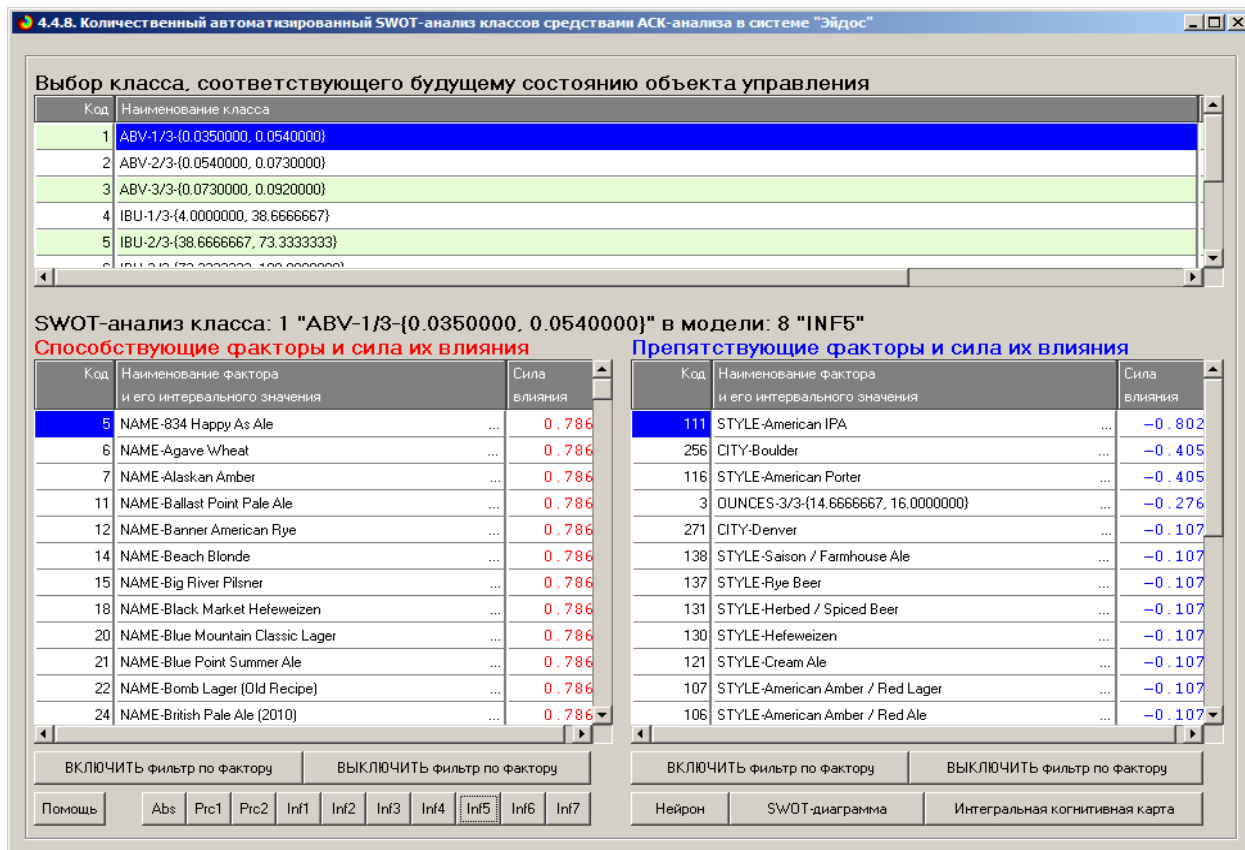 4.4.8. Количественный автоматизированный SWOT-анализ классов средствами АСК-анализа в системе "Эйдос"
Выбор класса, соответствующего будущему состоянию объекта управления
Код Наименование класса
1 ABV-1/3-{0.0350000, 0.0540000}
2 ABV-2/3-{0.0540000, 0.0730000}
3 ABV-3/3-{0.0730000, 0.0920000}
4 IBU-1/3-{4.0000000, 38.6666667}
5 IBU-2/3-{38.6666667, 73.3333333}
SWOT-анализ класса: 1 "ABV-1/3-{0.0350000, 0.0540000}" в модели: 8 "INF5"
Способствующие факторы и сила их влияния
Код Наименование фактора и его интервального значения Сила влияния
5 NAME-834 Happy As Ale ... 0.786
6 NAME-Agave Wheat ... 0.786
7 NAME-Alaskan Amber ... 0.786
11 NAME-Ballast Point Pale Ale ... 0.786
12 NAME-Banner American Rye ... 0.786
14 NAME-Beach Blonde ... 0.786
15 NAME-Big River Pilsner ... 0.786
18 NAME-Black Market Hefeweizen ... 0.786
20 NAME-Blue Mountain Classic Lager ... 0.786
21 NAME-Blue Point Summer Ale ... 0.786
22 NAME-Bomb Lager (Old Recipe) ... 0.786
24 NAME-British Pale Ale (2010) ... 0.786
ВКЛЮЧИТЬ фильтр по фактору ВЫКЛЮЧИТЬ фильтр по фактору
Помощь Abs Prc1 Prc2 Inf1 Inf2 Inf3 Inf4 Inf5 Inf6 Inf7
Препятствующие факторы и сила их влияния
Код Наименование фактора и его интервального значения Сила влияния
111 STYLE-American IPA ... -0.802
256 CITY-Boulder ... -0.405
116 STYLE-American Porter ... -0.405
3 OUNCES-3/3-{14.6666667, 16.0000000} ... -0.276
271 CITY-Denver ... -0.107
138 STYLE-Saison / Farmhouse Ale ... -0.107
137 STYLE-Rye Beer ... -0.107
131 STYLE-Herbed / Spiced Beer ... -0.107
130 STYLE-Hefeweizen ... -0.107
121 STYLE-Cream Ale ... -0.107
107 STYLE-American Amber / Red Lager ... -0.107
106 STYLE-American Amber / Red Ale ... -0.107
ВКЛЮЧИТЬ фильтр по фактору ВЫКЛЮЧИТЬ фильтр по фактору
Нейрон SWOT-диаграмма Интегральная когнитивная карта